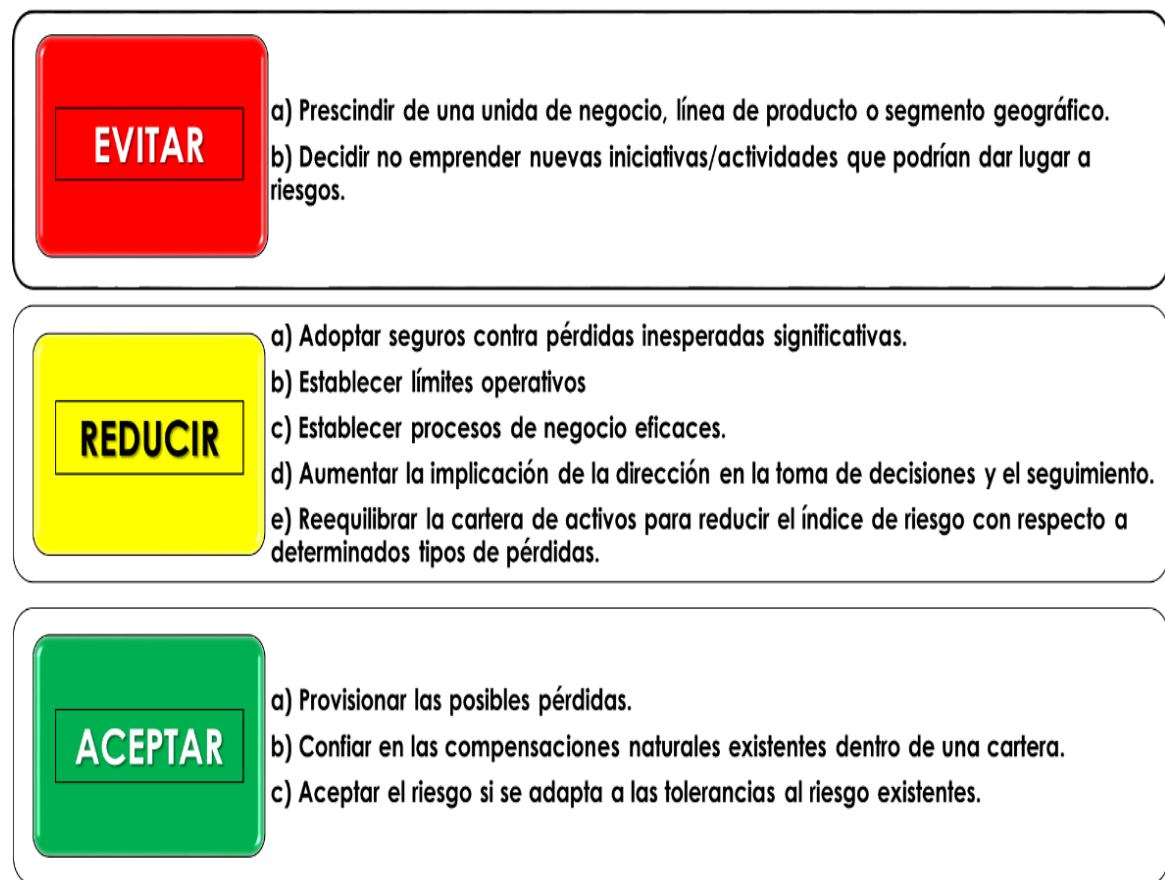 EVITAR
a) Prescindir de una unida de negocio, línea de producto o segmento geográfico.
b) Decidir no emprender nuevas iniciativas/actividades que podrían dar lugar a
riesgos.
REDUCIR
a) Adoptar seguros contra pérdidas inesperadas significativas.
b) Establecer límites operativos
c) Establecer procesos de negocio eficaces.
d) Aumentar la implicación de la dirección en la toma de decisiones y el seguimiento.
e) Reequilibrar la cartera de activos para reducir el índice de riesgo con respecto a
determinados tipos de pérdidas.
ACEPTAR
a) Provisionar las posibles pérdidas.
b) Confiar en las compensaciones naturales existentes dentro de una cartera.
c) Aceptar el riesgo si se adapta a las tolerancias al riesgo existentes.